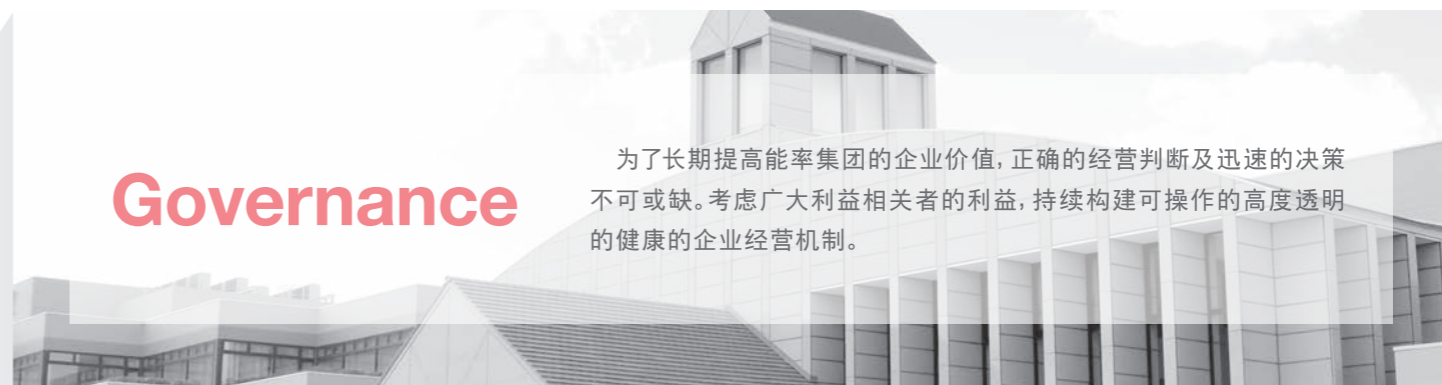 Governance
为了长期提高能率集团的企业价值,正确的经营判断及迅速的决策
不可或缺。考虑广大利益相关者的利益,持续构建可操作的高度透明
的健康的企业经营机制。